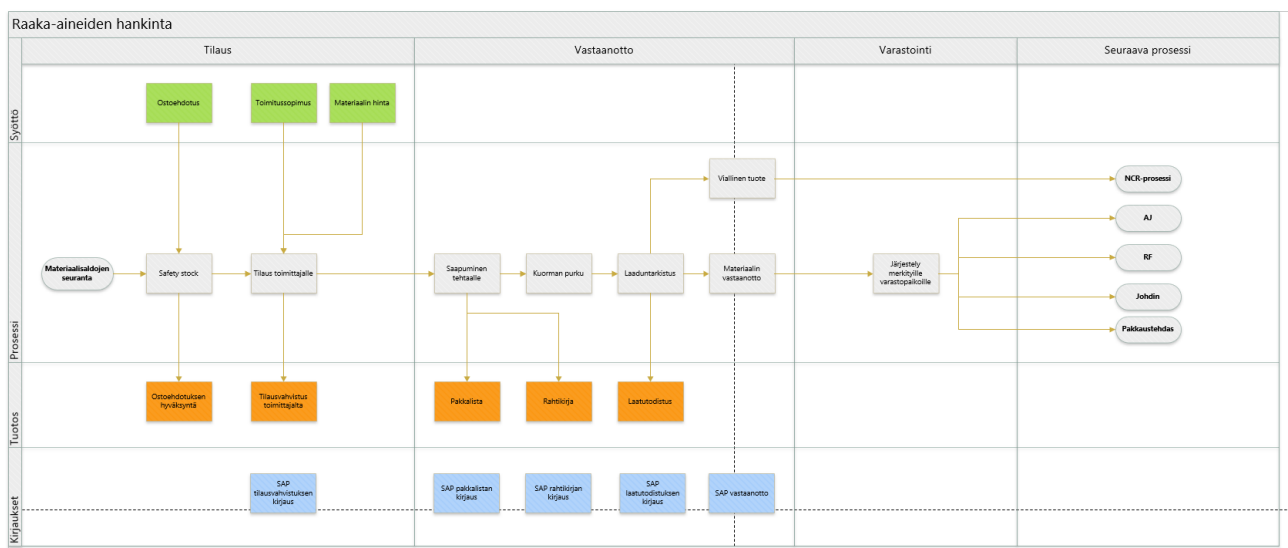 Raaka-aineiden hankinta
Tilaus
Vastaanotto
Varastointi
Seuraava prosessi
Syöttö
Ostoehdotus
Toimitussopimus
Materiaalin hinta
Prosessi
Viallinen tuote
NCR-prosessi
AJ
Materiaalisaldojen
seuranta
Safety stock
Tilaus toimittajalle
Saapuminen
tehtaalle
Kuorman purku
Laaduntarkistus
Materiaalin
vastaanotto
Järjestely
merkityille
varastopaikoille
RF
Johdin
Pakkaustehdas
Tuotos
Ostoehdotuksen
hyväksyntä
Tilausvahvistus
toimittajalta
Pakkalista
Rahtikirja
Laatutodistus
Kirjaukset
SAP
tilausvahvistuksen
kirjaus
SAP pakkalistan
kirjaus
SAP rahtikirjan
kirjaus
SAP
laatutodistuksen
kirjaus
SAP vastaanotto